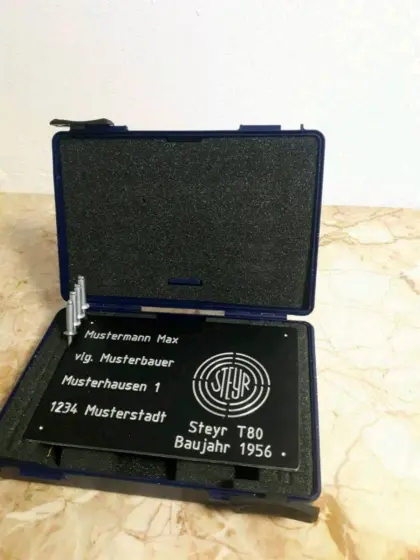 Mustermann Max
vlg. Musterbauer
Musterhausen 1
1234 Musterstadt
STEYR
Steyr T80
Baujahr 1956